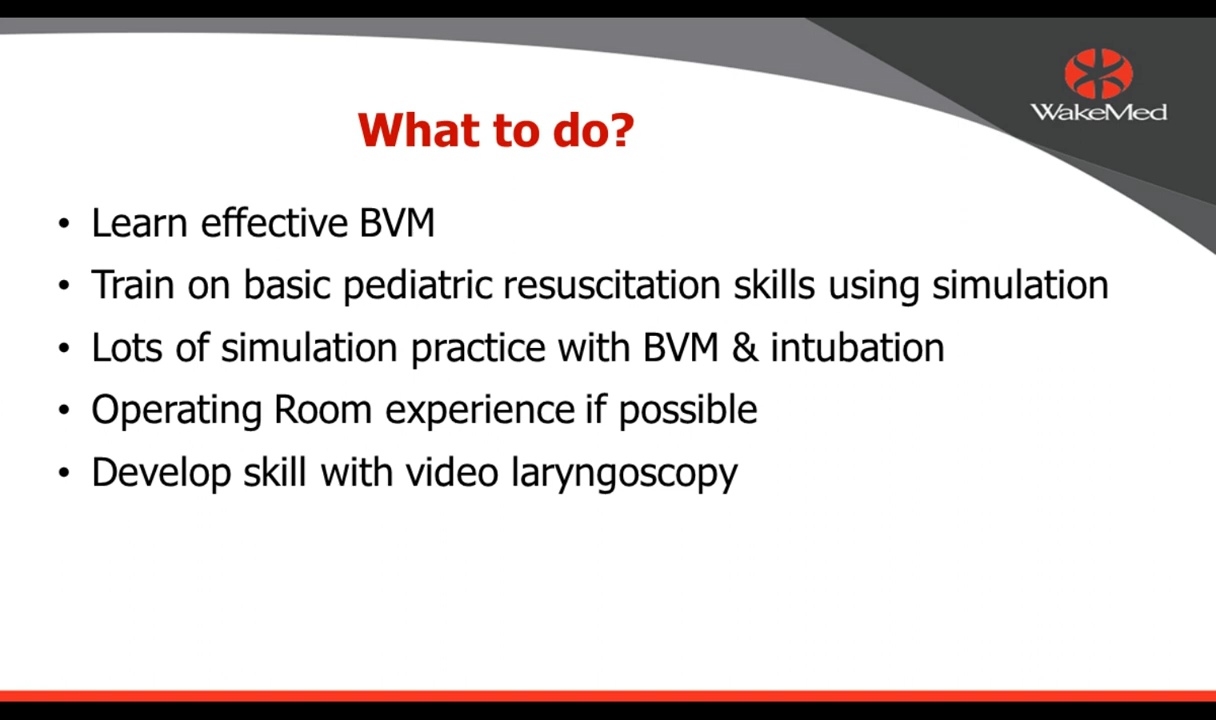 WakeMed
What to do?
• Learn effective BVM
• Train on basic pediatric resuscitation skills using simulation
• Lots of simulation practice with BVM & intubation
• Operating Room experience if possible
• Develop skill with video laryngoscopy